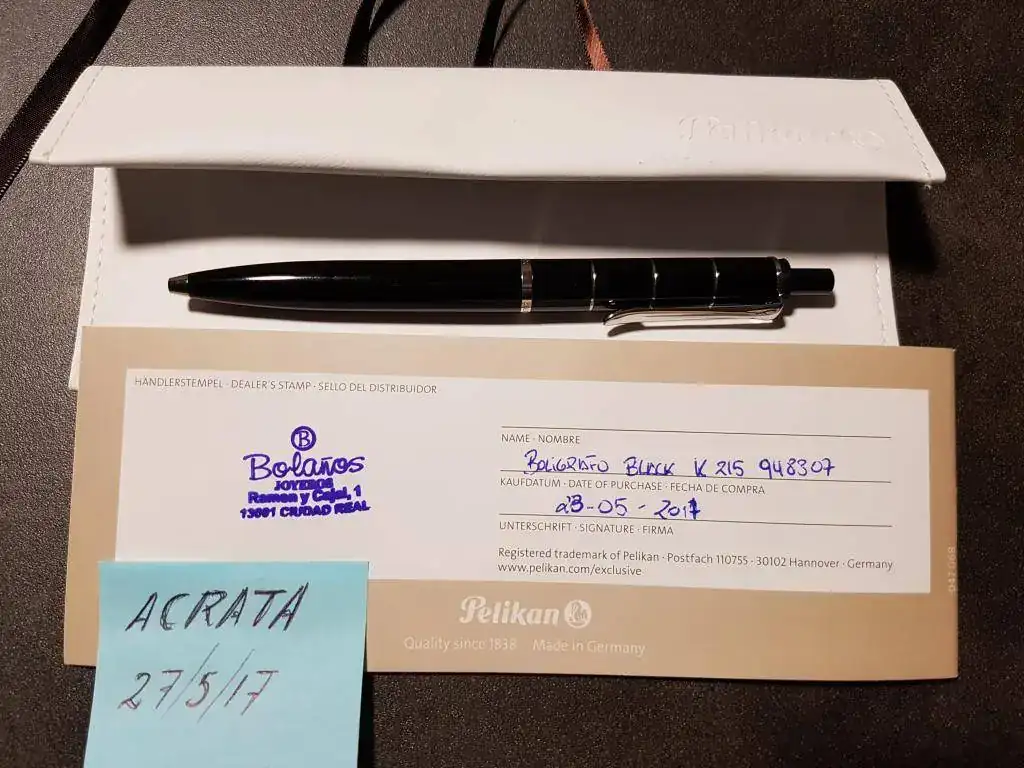 Pelikan
HANDLERSTEMPEL · DEALER'S STAMP · SELLO DEL DISTRIBUIDOR
B
Bolaños
JOYEROS
Ramon y Cajal, 1
13001 CIUDAD REAL
NAME · NOMBRE
BOLIGRAFO BLACK K 215 948307
KAUFDATUM · DATE OF PURCHASE · FECHA DE COMPRA
23-05-2017
UNTERSCHRIFT · SIGNATURE · FIRMA
Registered trademark of Pelikan · Postfach 110755 · 30102 Hannover · Germany
www.pelikan.com/exclusive
Pelikan
Quality since 1838 Made in Germany
ACRATA
27/5/17